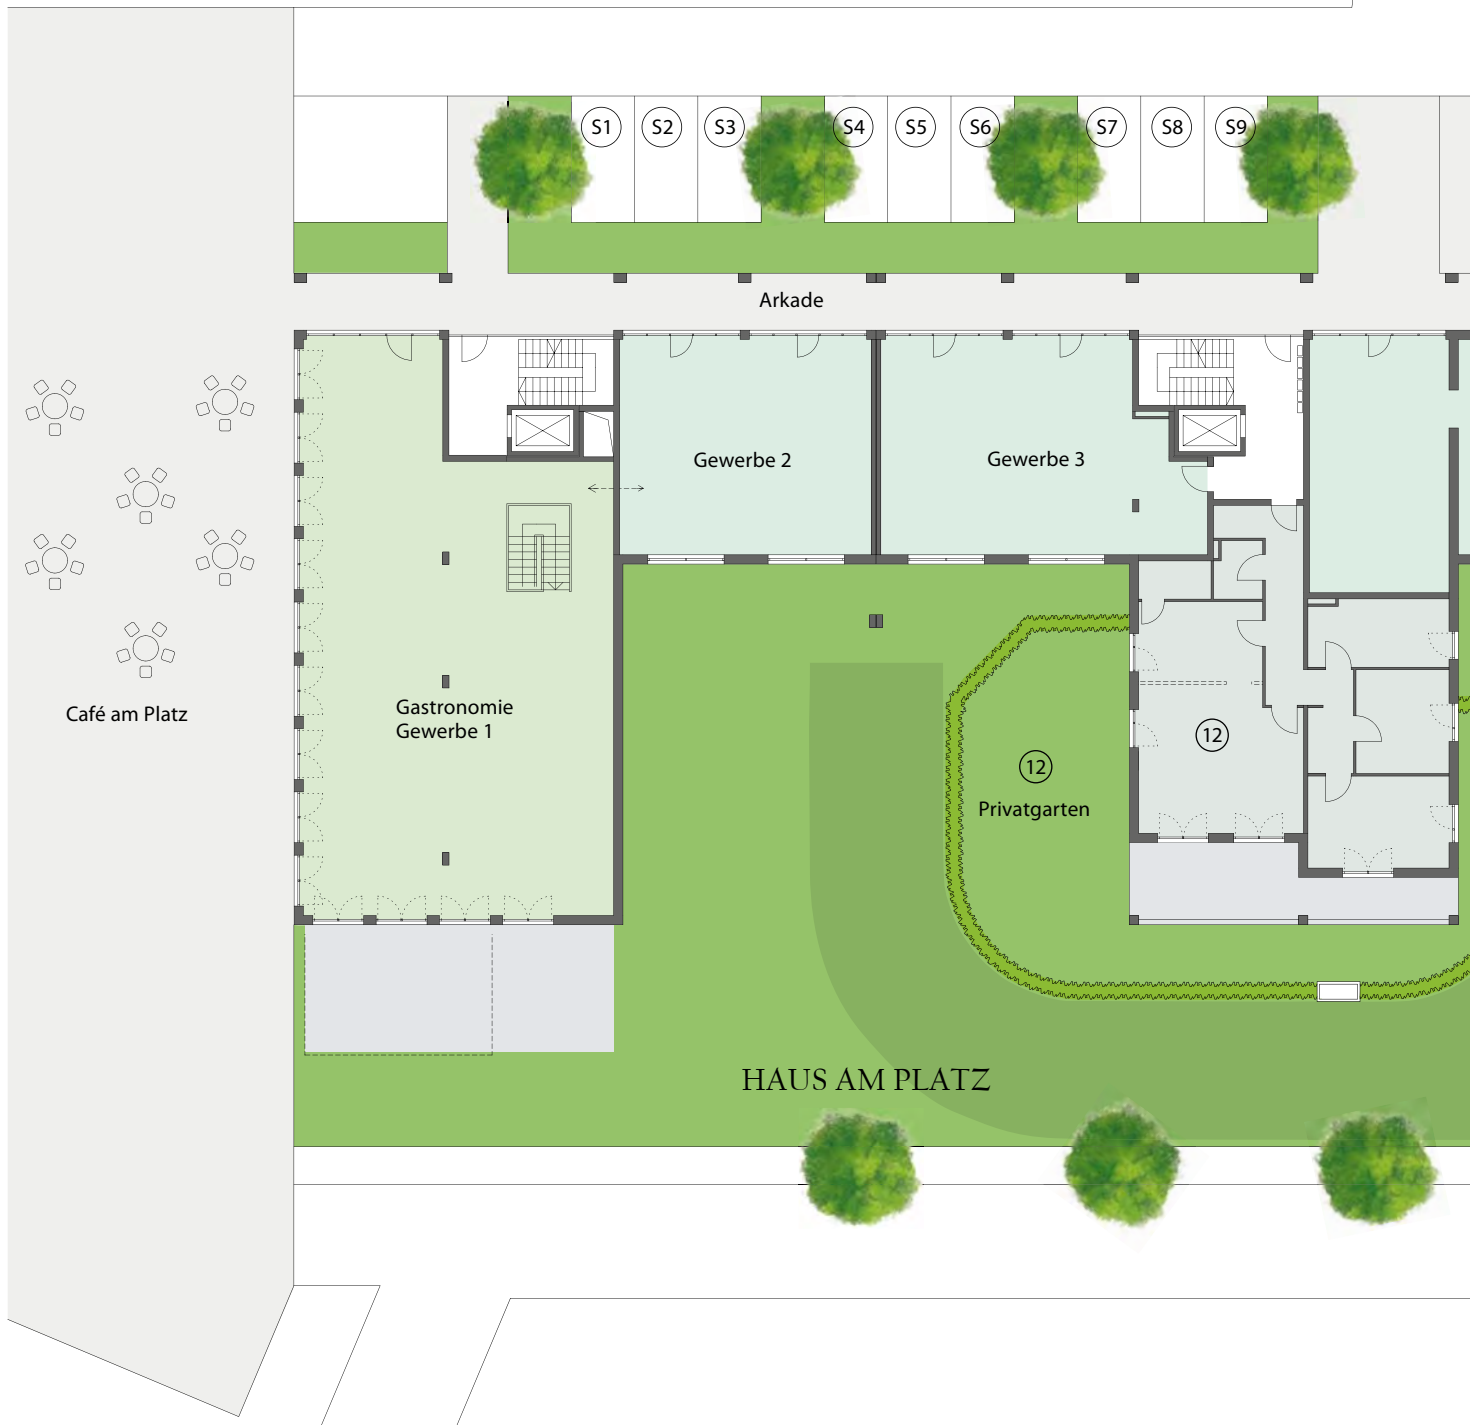 S1 S2 S3 S4 S5 S6 S7 S8 S9
Arkade
Gewerbe 2
Gewerbe 3
Café am Platz
Gastronomie
Gewerbe 1
12
12
Privatgarten
HAUS AM PLATZ